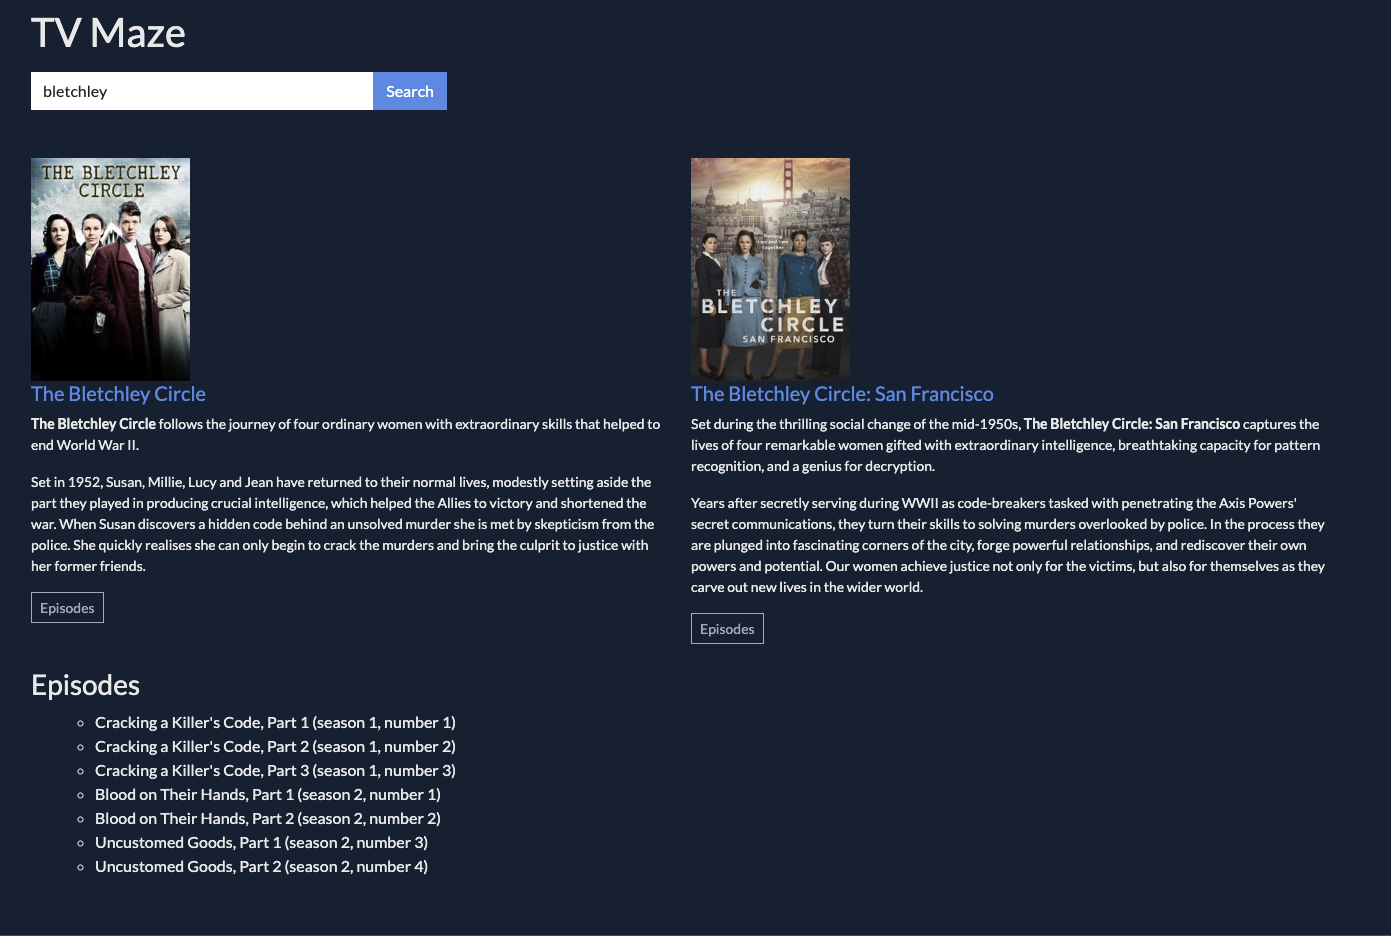 TV Maze
bletchley
Search
THE BLETCHLEY
CIRCLE
The Bletchley Circle
The Bletchley Circle follows the journey of four ordinary women with extraordinary skills that helped to
end World War II.
Set in 1952, Susan, Millie, Lucy and Jean have returned to their normal lives, modestly setting aside the
part they played in producing crucial intelligence, which helped the Allies to victory and shortened the
war. When Susan discovers a hidden code behind an unsolved murder she is met by skepticism from the
police. She quickly realises she can only begin to crack the murders and bring the culprit to justice with
her former friends.
Episodes
Putting
two and two
together
THE
BLETCHLEY
CIRCLE
SAN FRANCISCO
The Bletchley Circle: San Francisco
Set during the thrilling social change of the mid-1950s, The Bletchley Circle: San Francisco captures the
lives of four remarkable women gifted with extraordinary intelligence, breathtaking capacity for pattern
recognition, and a genius for decryption.
Years after secretly serving during WWII as code-breakers tasked with penetrating the Axis Powers'
secret communications, they turn their skills to solving murders overlooked by police. In the process they
are plunged into fascinating corners of the city, forge powerful relationships, and rediscover their own
powers and potential. Our women achieve justice not only for the victims, but also for themselves as they
carve out new lives in the wider world.
Episodes
Episodes
Cracking a Killer's Code, Part 1 (season 1, number 1)
Cracking a Killer's Code, Part 2 (season 1, number 2)
Cracking a Killer's Code, Part 3 (season 1, number 3)
Blood on Their Hands, Part 1 (season 2, number 1)
Blood on Their Hands, Part 2 (season 2, number 2)
Uncustomed Goods, Part 1 (season 2, number 3)
Uncustomed Goods, Part 2 (season 2, number 4)